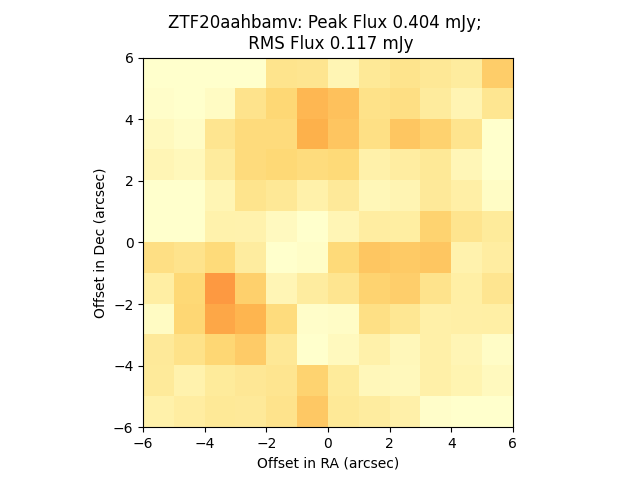 ZTF20aahbamv: Peak Flux 0.404 mJy;
RMS Flux 0.117 mJy
6
4
2
0
−2
−4
−6
Offset in Dec (arcsec)
−6 −4 −2 0 2 4 6
Offset in RA (arcsec)